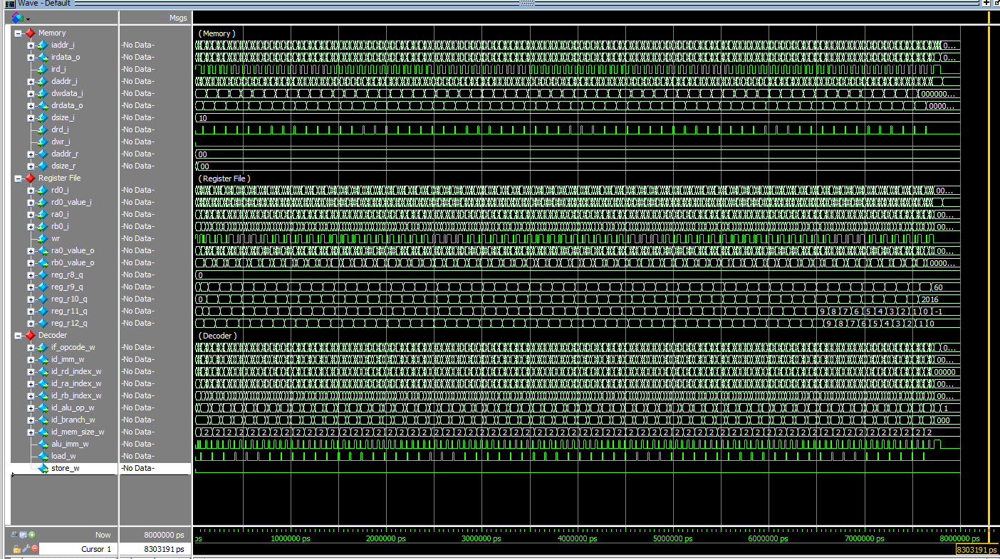 Wave - Default
Msgs
Memory
(Memory )
iaddr_i -No Data- 0...
irdata_o -No Data- 0...
ird_i -No Data-
daddr_i -No Data-
dwdata_i -No Data- 000000...
drdata_o -No Data- 0000...
dsize_i -No Data- 10
drd_i -No Data-
dwr_i -No Data-
daddr_r -No Data- 00
dsize_r -No Data- 00
Register File
(Register File )
rd0_i -No Data- 00...
rd0_value_i -No Data-
ra0_i -No Data- 00...
rb0_i -No Data- 00...
wr -No Data-
ra0_value_o -No Data- 00...
rb0_value_o -No Data- 0000...
reg_r8_q -No Data- 0
reg_r9_q -No Data- 60
reg_r10_q -No Data- 0 2016
reg_r11_q -No Data- 9 8 7 6 5 4 3 2 1 0 -1
reg_r12_q -No Data- 9 8 7 6 5 4 3 2 1 0
Decoder
(Decoder )
if_opcode_w -No Data- 0...
id_imm_w -No Data- 00...
id_rd_index_w -No Data- 00000
id_ra_index_w -No Data- 00...
id_rb_index_w -No Data- 00...
id_alu_op_w -No Data- 1
id_branch_w -No Data- 000
id_mem_size_w -No Data- 2 2 2 2 2 2 2 2 2 2 2 2 2 2 2 2 2 2 2 2 2 2 2 2 2 2 2 2 2 2 2 2 2 2 2 2 2 2 2 2 2 2 2 2 2 2 2 2 2 2 2 2 2 2 2 2 2 2 2 2 2 2 2 2
alu_imm_w -No Data-
load_w -No Data-
store_w -No Data-
Now 8000000 ps ps 1000000 ps 2000000 ps 3000000 ps 4000000 ps 5000000 ps 6000000 ps 7000000 ps 8000000 ps
Cursor 1 8303191 ps 8303191 ps